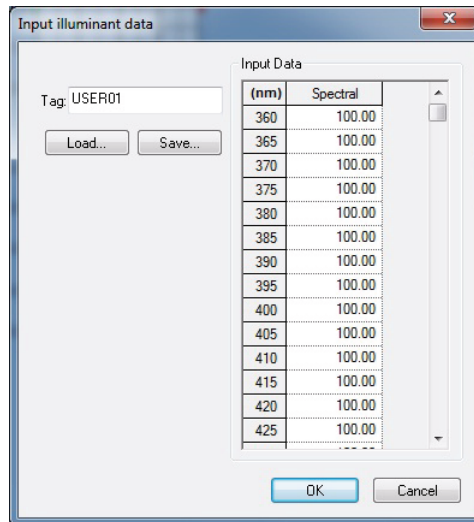 Input illuminant data
Input Data
Tag: USER01
Load... Save...
(nm) Spectral
360 100.00
365 100.00
370 100.00
375 100.00
380 100.00
385 100.00
390 100.00
395 100.00
400 100.00
405 100.00
410 100.00
415 100.00
420 100.00
425 100.00
OK Cancel